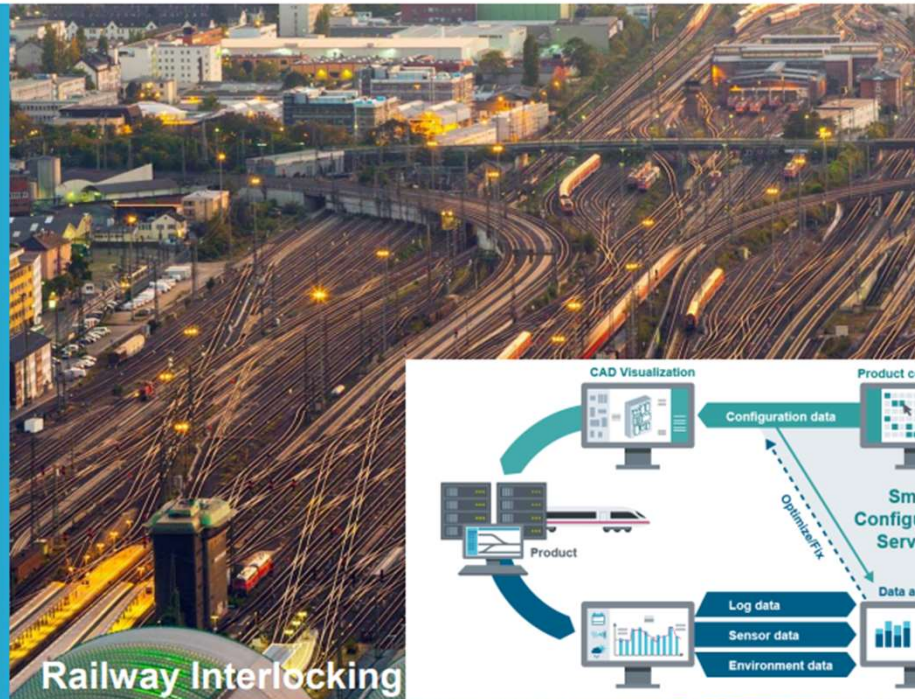 CAD Visualization
Product co
Configuration data
Optimize/Fix
Sm
Configu
Serv
Product
Data a
Log data
Sensor data
Environment data
Railway Interlocking